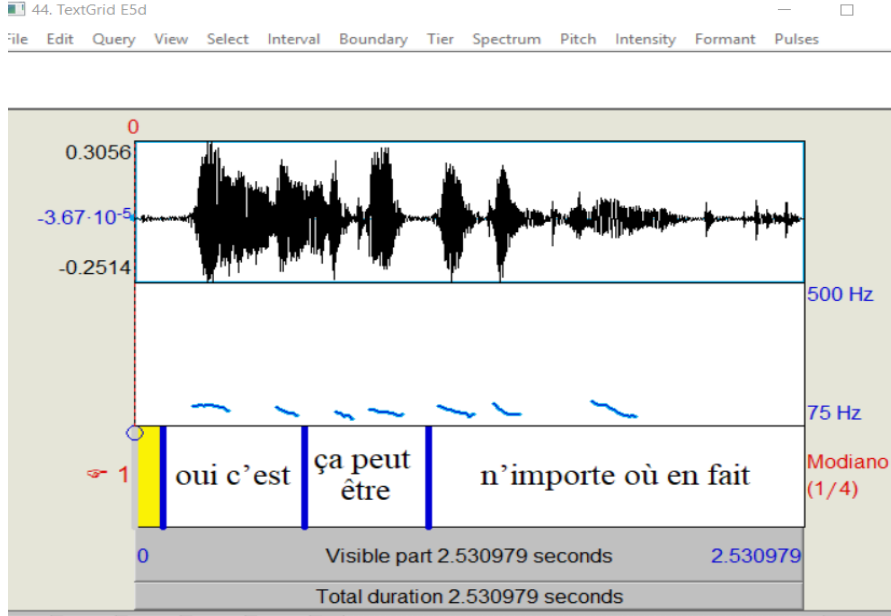 44. TextGrid E5d
File Edit Query View Select Interval Boundary Tier Spectrum Pitch Intensity Formant Pulses
0
0.3056
-3.67·10-5
-0.2514
500 Hz
75 Hz
1
oui c’est
ça peut
être
n’importe où en fait
Modiano
(1/4)
0
Visible part 2.530979 seconds
2.530979
Total duration 2.530979 seconds